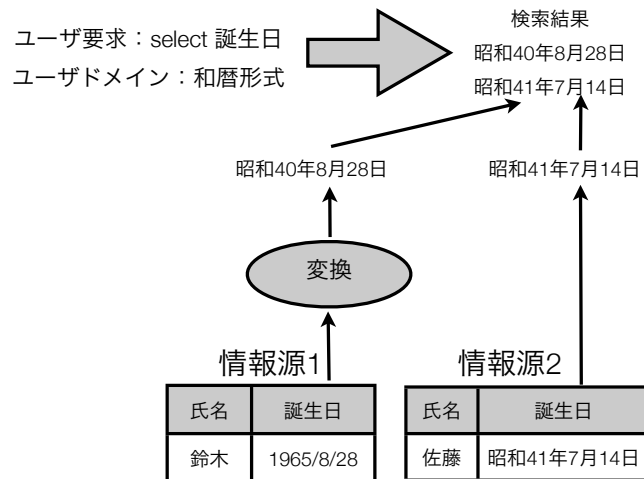 ユーザ要求：select 誕生日
ユーザドメイン：和暦形式
検索結果
昭和40年8月28日
昭和41年7月14日
昭和40年8月28日
昭和41年7月14日
変換
情報源1
氏名 誕生日
鈴木 1965/8/28
情報源2
氏名 誕生日
佐藤 昭和41年7月14日